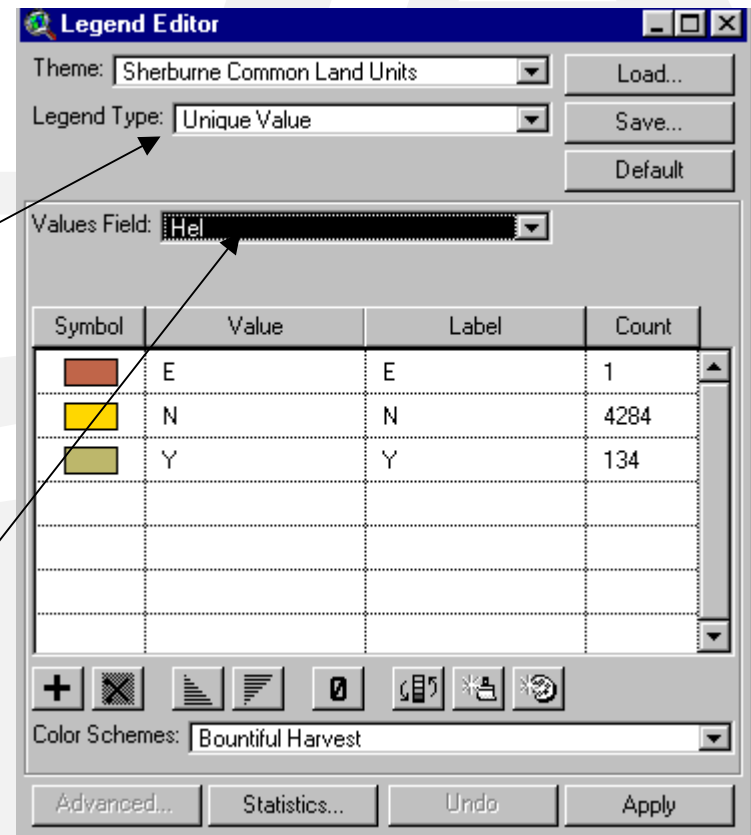 Legend Editor
Theme: Sherburne Common Land Units Load...
Legend Type: Unique Value Save...
Default
Values Field: Hel
Symbol Value Label Count
E E 1
N N 4284
Y Y 134
0
Color Schemes: Bountiful Harvest
Advanced... Statistics... Undo Apply